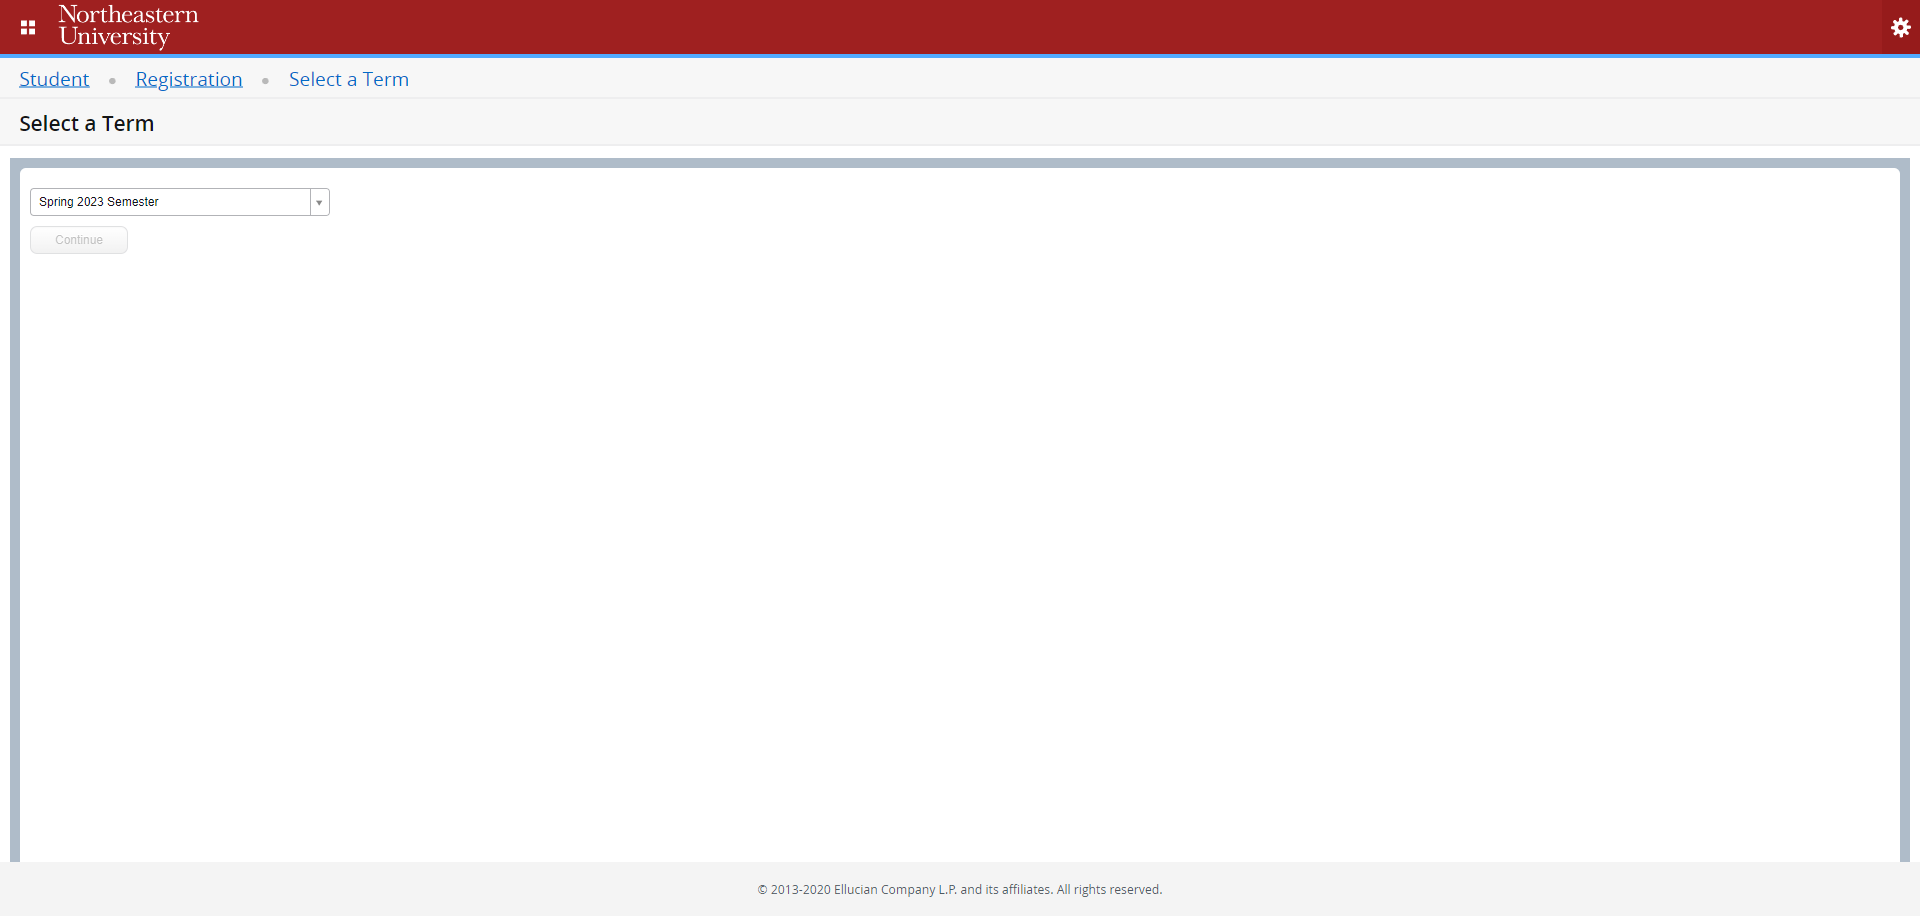 Northeastern
University
Student • Registration • Select a Term
Select a Term
Spring 2023 Semester
Continue
© 2013-2020 Ellucian Company L.P. and its affiliates. All rights reserved.